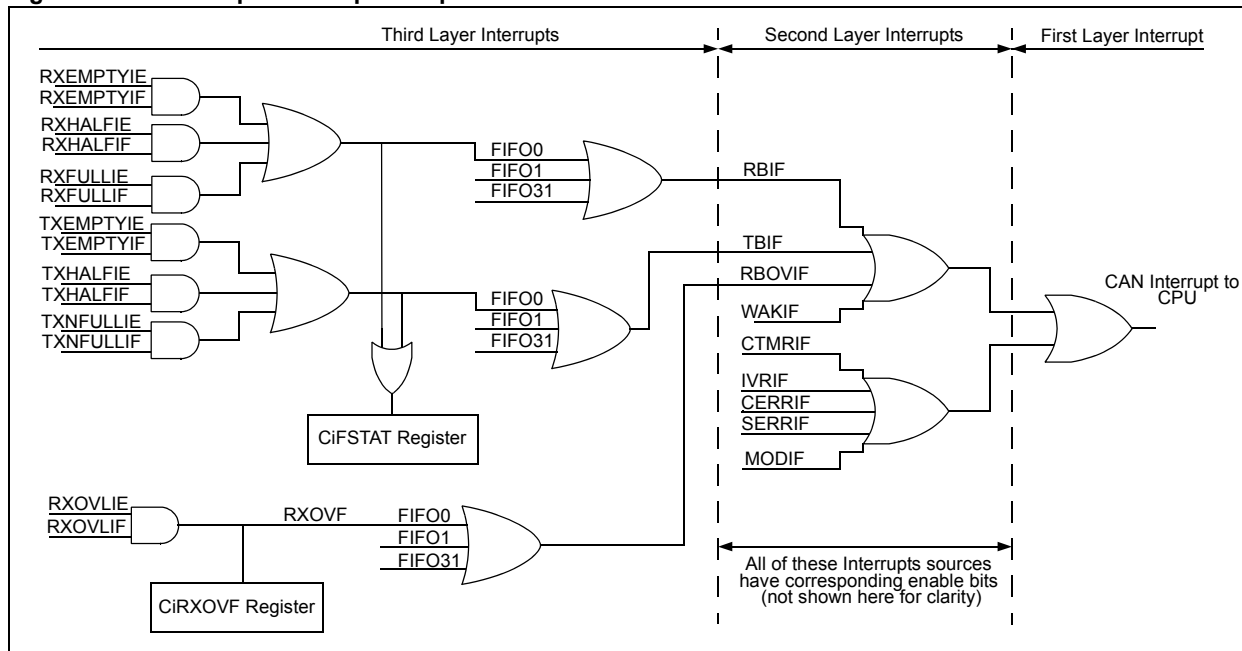 Third Layer Interrupts
Second Layer Interrupts
First Layer Interrupt
RXEMPTYIE
RXEMPTYIF
RXHALFIE
RXHALFIF
RXFULLIE
RXFULLIF
TXEMPTYIE
TXEMPTYIF
TXHALFIE
TXHALFIF
TXNFULLIE
TXNFULLIF
FIFO0
FIFO1
FIFO31
FIFO0
FIFO1
FIFO31
CiFSTAT Register
RXOVLIE
RXOVLIF
RXOVF
FIFO0
FIFO1
FIFO31
CiRXOVF Register
RBIF
TBIF
RBOVIF
WAKIF
CTMRIF
IVRIF
CERRIF
SERRIF
MODIF
CAN Interrupt to
CPU
All of these Interrupts sources
have corresponding enable bits
(not shown here for clarity)